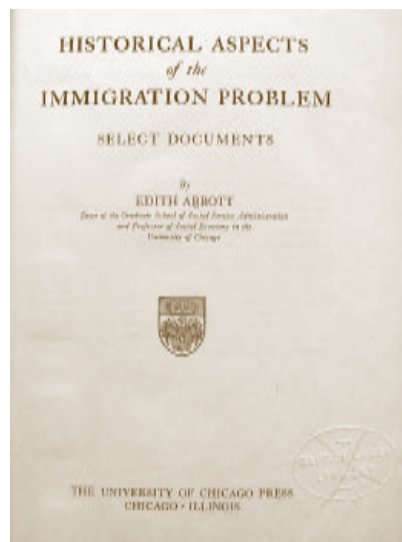 HISTORICAL ASPECTS
of the
IMMIGRATION PROBLEM
SELECT DOCUMENTS
By
EDITH ABBOTT
Dean of the Graduate School of Social Service Administration
and Professor of Social Economy in the
University of Chicago
THE UNIVERSITY OF CHICAGO PRESS
CHICAGO · ILLINOIS